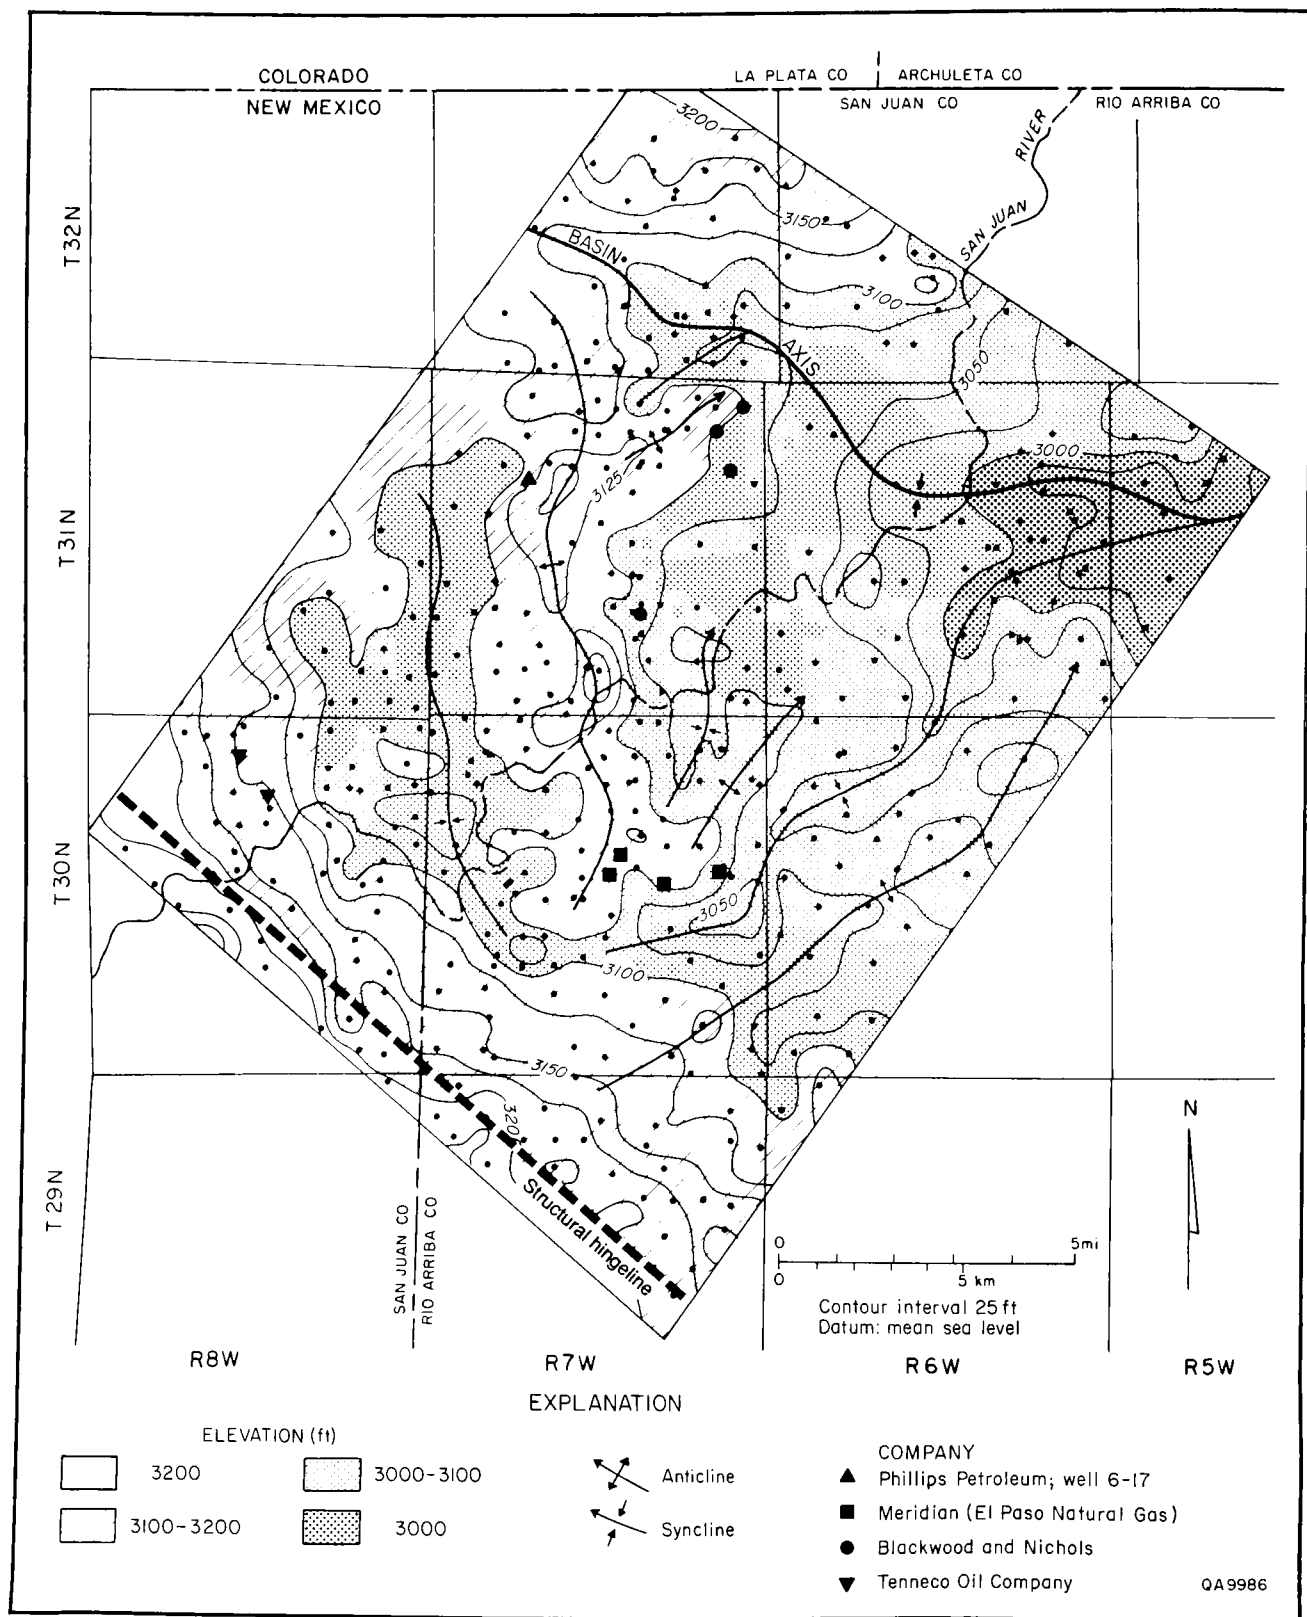 COLORADO
NEW MEXICO
LA PLATA CO
ARCHULETA CO
SAN JUAN CO
RIO ARRIBA CO
SAN JUAN RIVER
T32N
T31N
T30N
T29N
3200
3150
BASIN AXIS
3100
3050
3000
3125
3050
3100
3150
320
Structural hingeline
SAN JUAN CO
RIO ARRIBA CO
N
0 5mi
0 5 km
Contour interval 25 ft
Datum: mean sea level
R8W R7W R6W R5W
EXPLANATION
ELEVATION (ft)
3200
3100-3200
3000-3100
3000
Anticline
Syncline
COMPANY
Phillips Petroleum; well 6-17
Meridian (El Paso Natural Gas)
Blackwood and Nichols
Tenneco Oil Company
QA9986